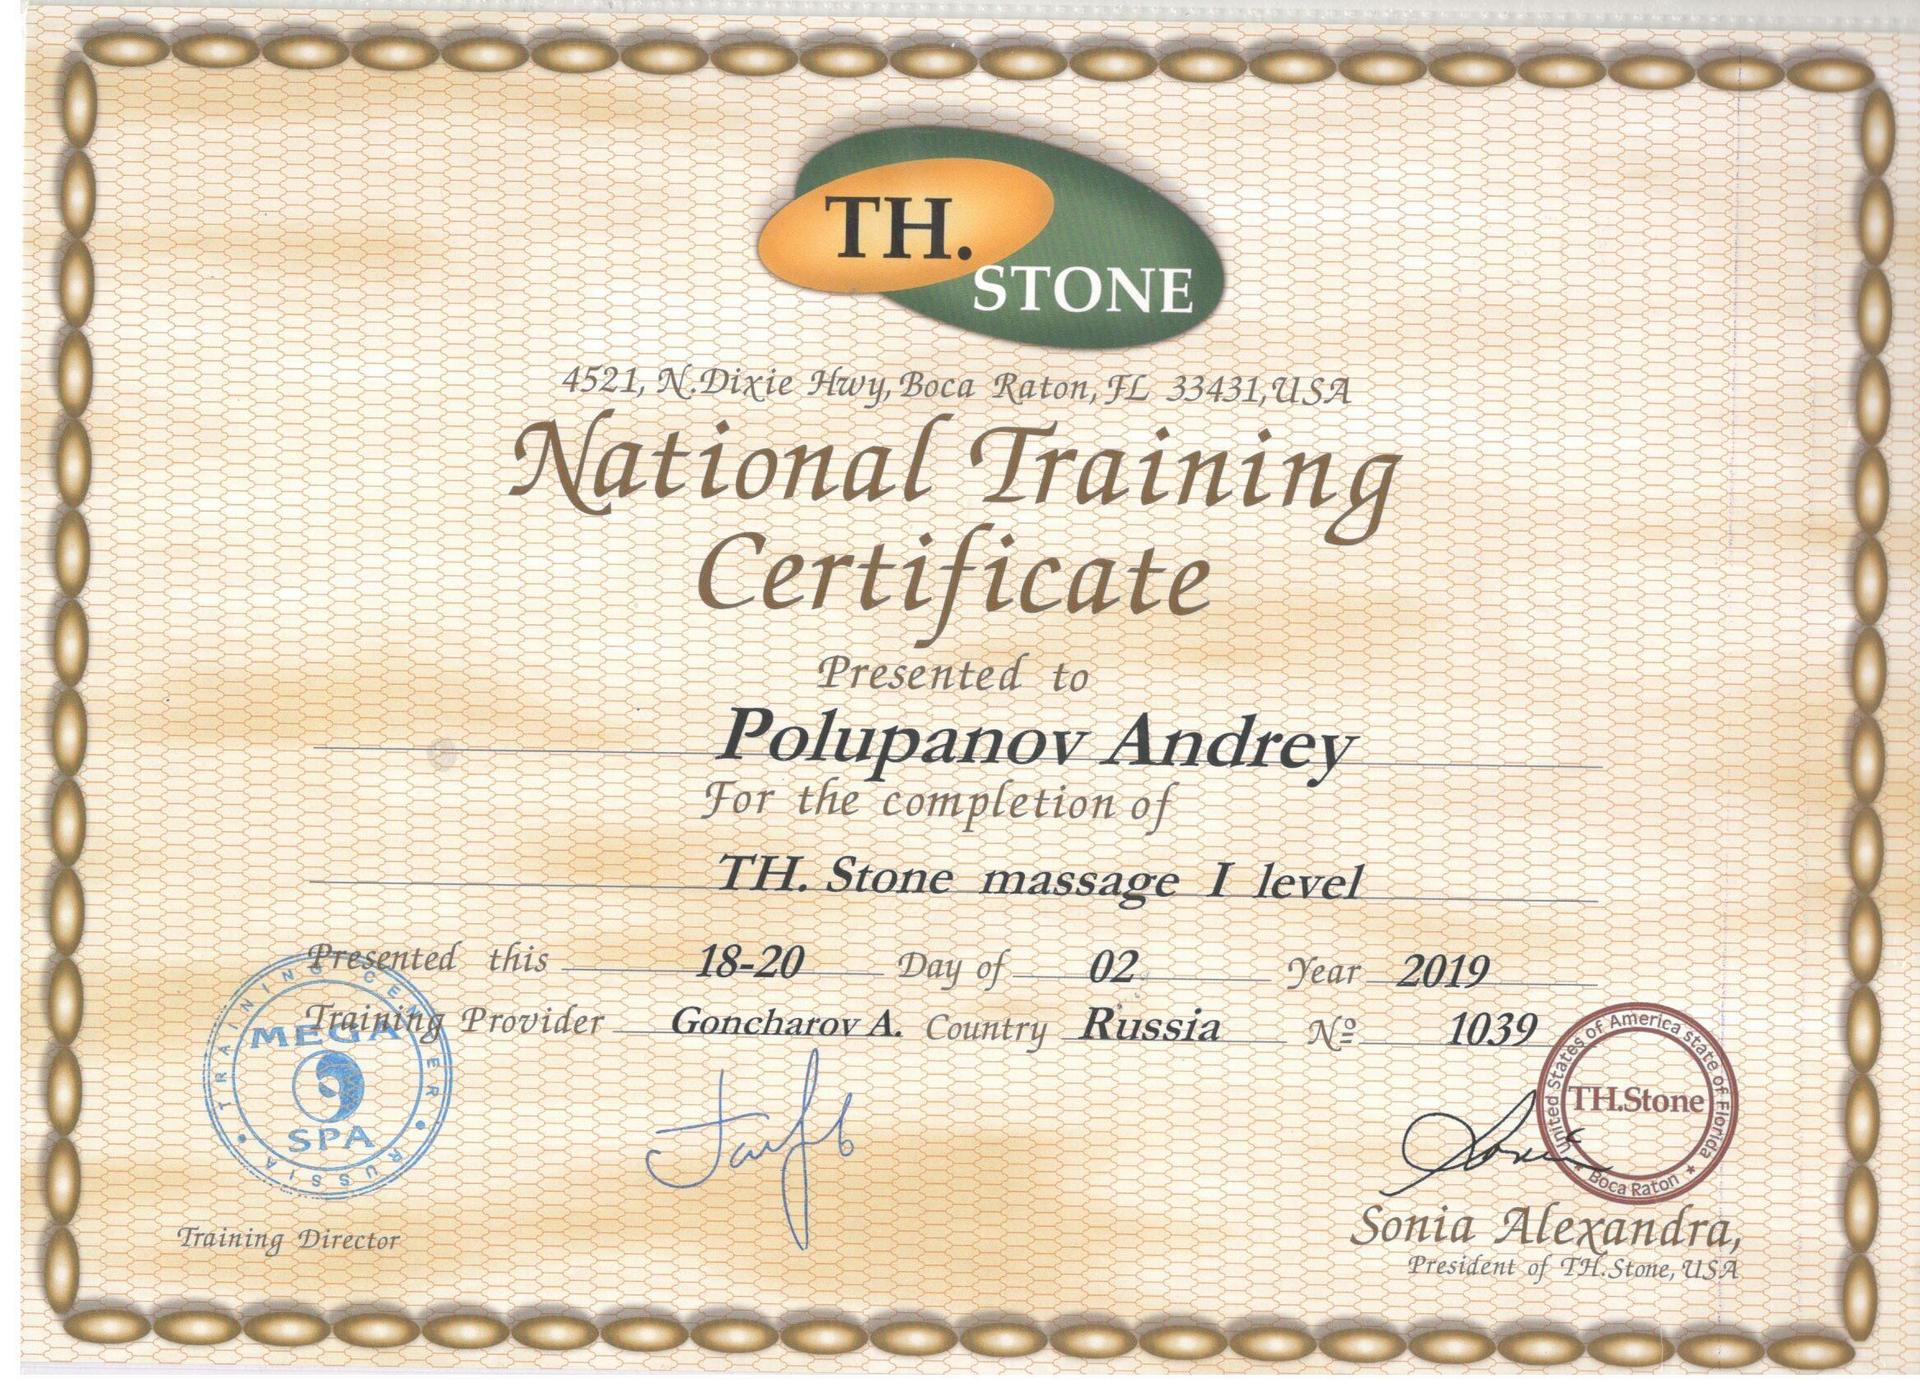 TH.
STONE
4521, N.Dixie Hwy, Boca Raton, FL 33431, USA
National Training
Certificate
Presented to
Polupanov Andrey
For the completion of
TH. Stone massage I level
Presented this 18-20 Day of 02 Year 2019
Training Provider Goncharov A. Country Russia № 1039
TRAINING CENTER • RUSSIA •
MEGA
SPA
United States of America state of Florida
TH.Stone
★ Boca Raton ★
Training Director
Sonia Alexandra,
President of TH.Stone, USA